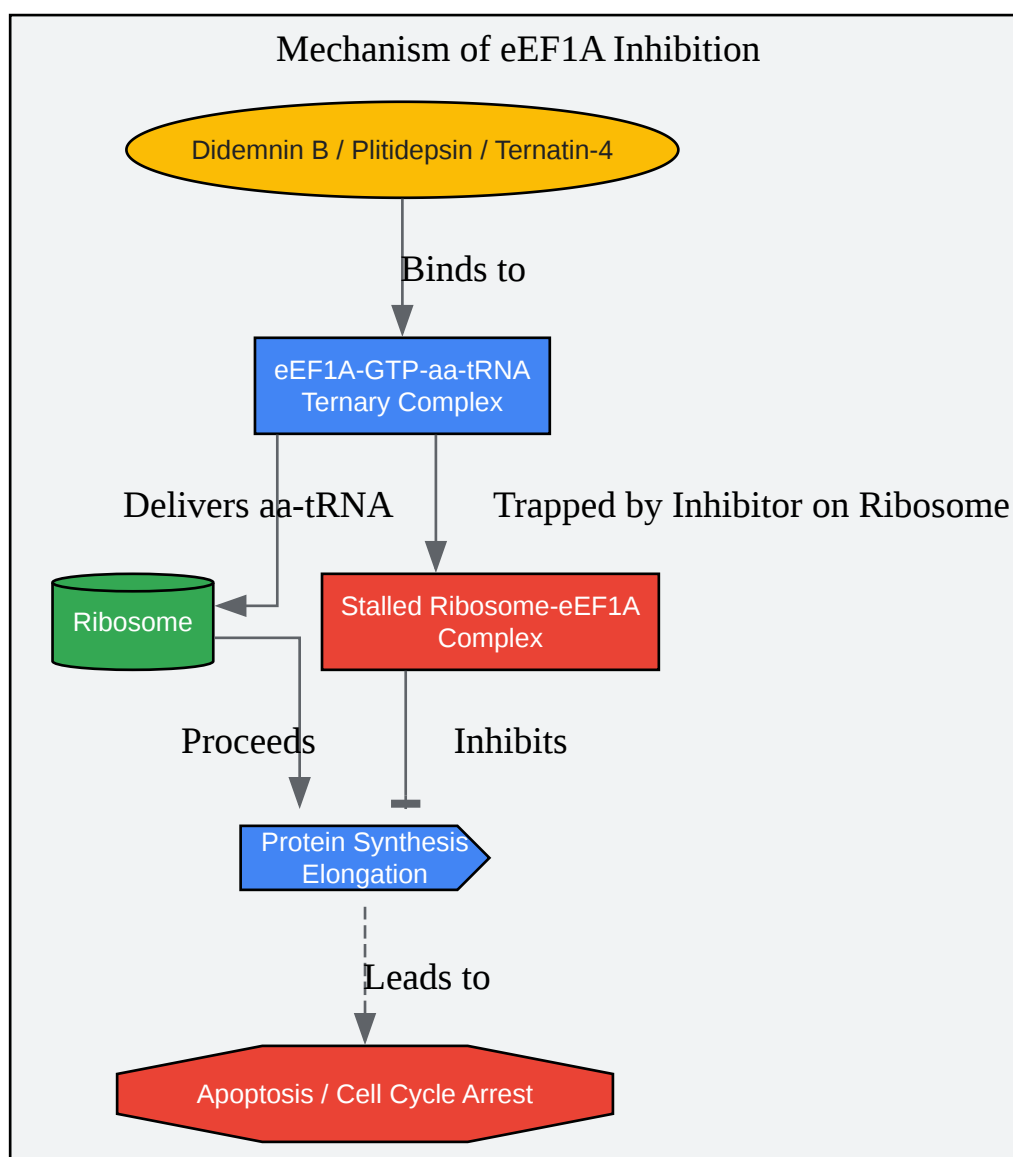 Mechanism of eEF1A Inhibition
Didemnin B / Plitidepsin / Ternatin-4
Binds to
eEF1A-GTP-aa-tRNA
Ternary Complex
Delivers aa-tRNA
Trapped by Inhibitor on Ribosome
Ribosome
Stalled Ribosome-eEF1A
Complex
Proceeds
Inhibits
Protein Synthesis
Elongation
Leads to
Apoptosis / Cell Cycle Arrest